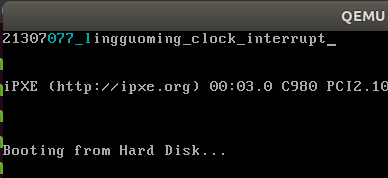 QEMU
21307077_lingguoming_clock_interrupt_
iPXE (http://ipxe.org) 00:03.0 C980 PCI2.10
Booting from Hard Disk...